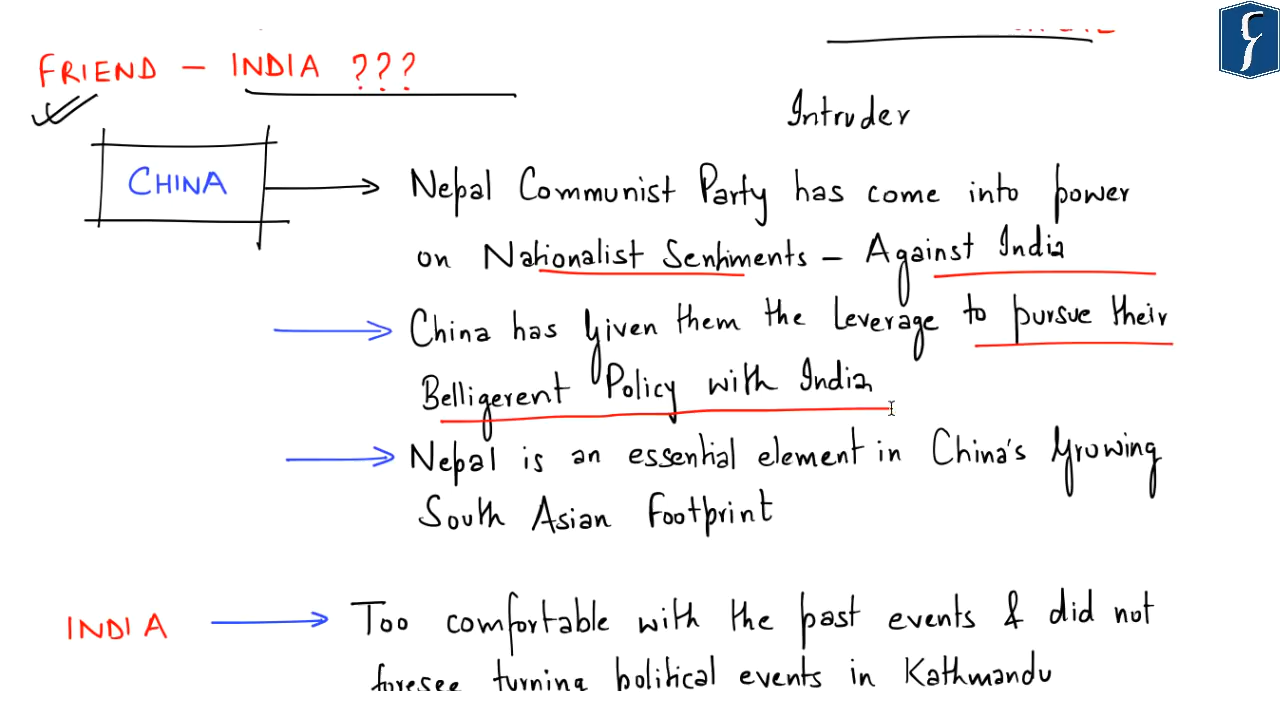 FRIEND – INDIA ???
Intruder
CHINA
Nepal Communist Party has come into power
on Nationalist Sentiments – Against India
China has given them the leverage to pursue their
Belligerent Policy with India
Nepal is an essential element in China's growing
South Asian Footprint
INDIA
Too comfortable with the past events & did not
foresee turning political events in Kathmandu